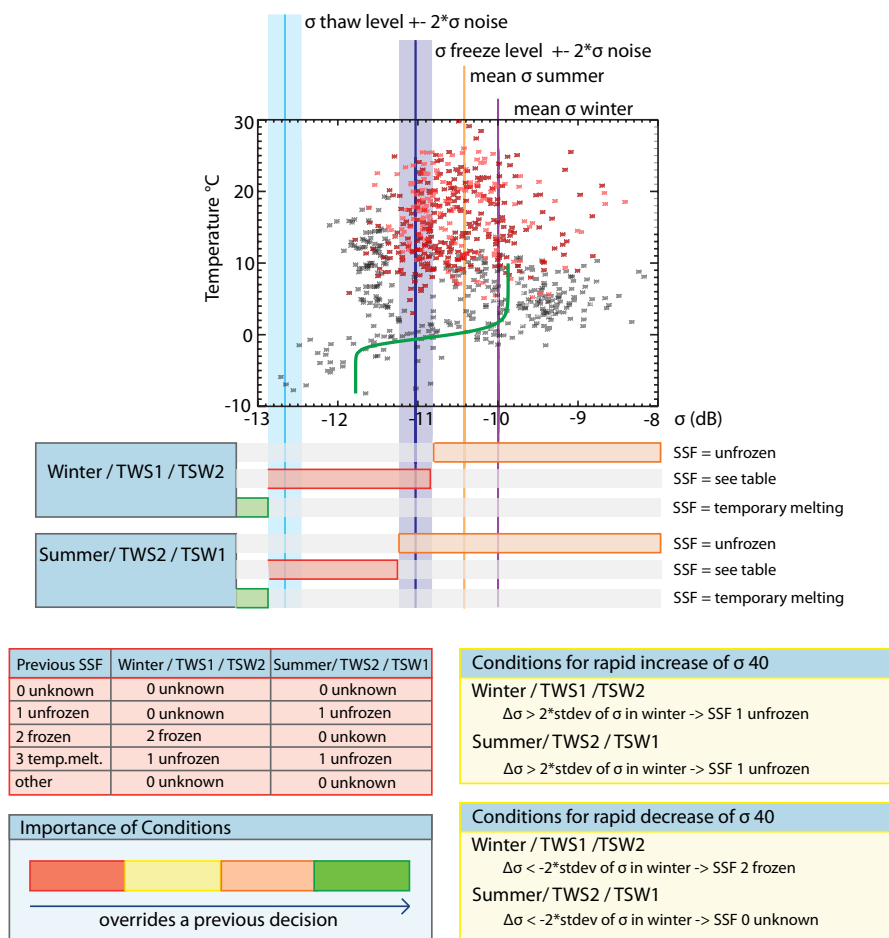 σ thaw level +- 2*σ noise
σ freeze level +- 2*σ noise
mean σ summer
mean σ winter
30
20
10
0
-10
Temperature °C
-13 -12 -11 -10 -9 -8 σ (dB)
Winter / TWS1 / TSW2
SSF = unfrozen
SSF = see table
SSF = temporary melting
Summer/ TWS2 / TSW1
SSF = unfrozen
SSF = see table
SSF = temporary melting
Previous SSF Winter / TWS1 / TSW2 Summer/ TWS2 / TSW1
0 unknown 0 unknown 0 unknown
1 unfrozen 0 unknown 1 unfrozen
2 frozen 2 frozen 0 unkown
3 temp.melt. 1 unfrozen 1 unfrozen
other 0 unknown 0 unknown
Importance of Conditions
overrides a previous decision
Conditions for rapid increase of σ 40
Winter / TWS1 /TSW2
Δσ > 2*stdev of σ in winter -> SSF 1 unfrozen
Summer/ TWS2 / TSW1
Δσ > 2*stdev of σ in winter -> SSF 1 unfrozen
Conditions for rapid decrease of σ 40
Winter / TWS1 /TSW2
Δσ < -2*stdev of σ in winter -> SSF 2 frozen
Summer/ TWS2 / TSW1
Δσ < -2*stdev of σ in winter -> SSF 0 unknown